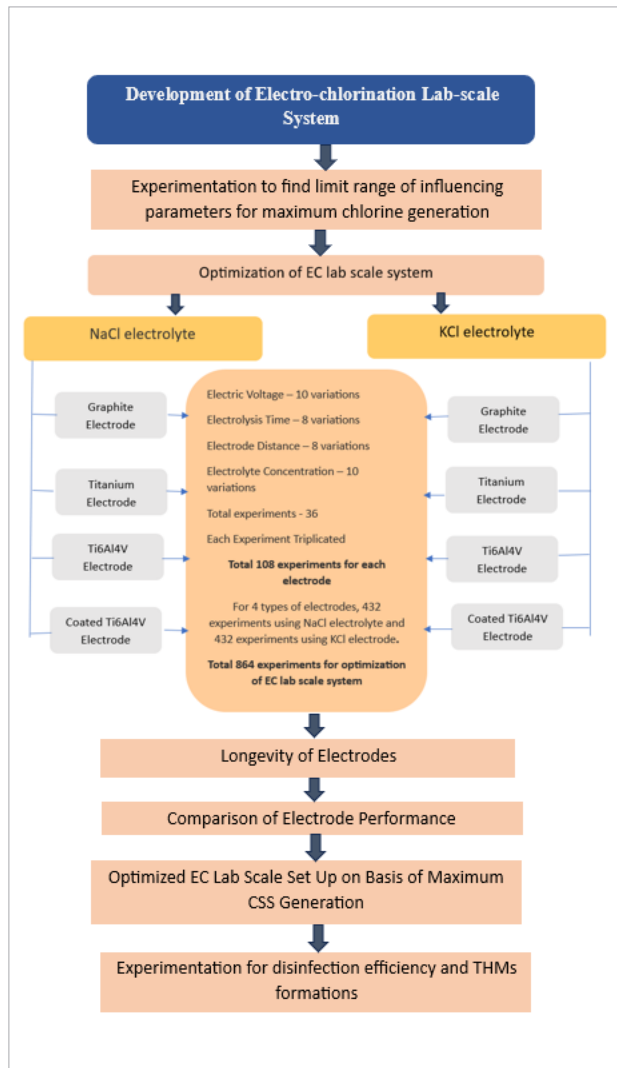 Development of Electro-chlorination Lab-scale
System
Experimentation to find limit range of influencing
parameters for maximum chlorine generation
Optimization of EC lab scale system
NaCl electrolyte
KCl electrolyte
Graphite
Electrode
Titanium
Electrode
Ti6Al4V
Electrode
Coated Ti6Al4V
Electrode
Electric Voltage – 10 variations
Electrolysis Time – 8 variations
Electrode Distance – 8 variations
Electrolyte Concentration – 10
variations
Total experiments - 36
Each Experiment Triplicated
Total 108 experiments for each
electrode
For 4 types of electrodes, 432
experiments using NaCl electrolyte and
432 experiments using KCl electrode.
Total 864 experiments for optimization
of EC lab scale system
Graphite
Electrode
Titanium
Electrode
Ti6Al4V
Electrode
Coated Ti6Al4V
Electrode
Longevity of Electrodes
Comparison of Electrode Performance
Optimized EC Lab Scale Set Up on Basis of Maximum
CSS Generation
Experimentation for disinfection efficiency and THMs
formations